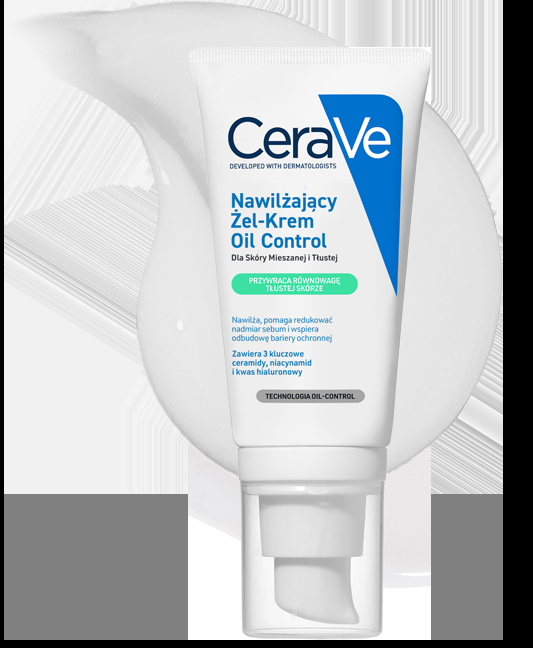 CeraVe
DEVELOPED WITH DERMATOLOGISTS
Nawilżający
Żel-Krem
Oil Control
Dla Skóry Mieszanej i Tłustej
PRZYWRACA RÓWNOWAGĘ
TŁUSTEJ SKÓRZE
Nawilża, pomaga redukować
nadmiar sebum i wspiera
odbudowę bariery ochronnej
Zawiera 3 kluczowe
ceramidy, niacynamid
i kwas hialuronowy
TECHNOLOGIA OIL-CONTROL